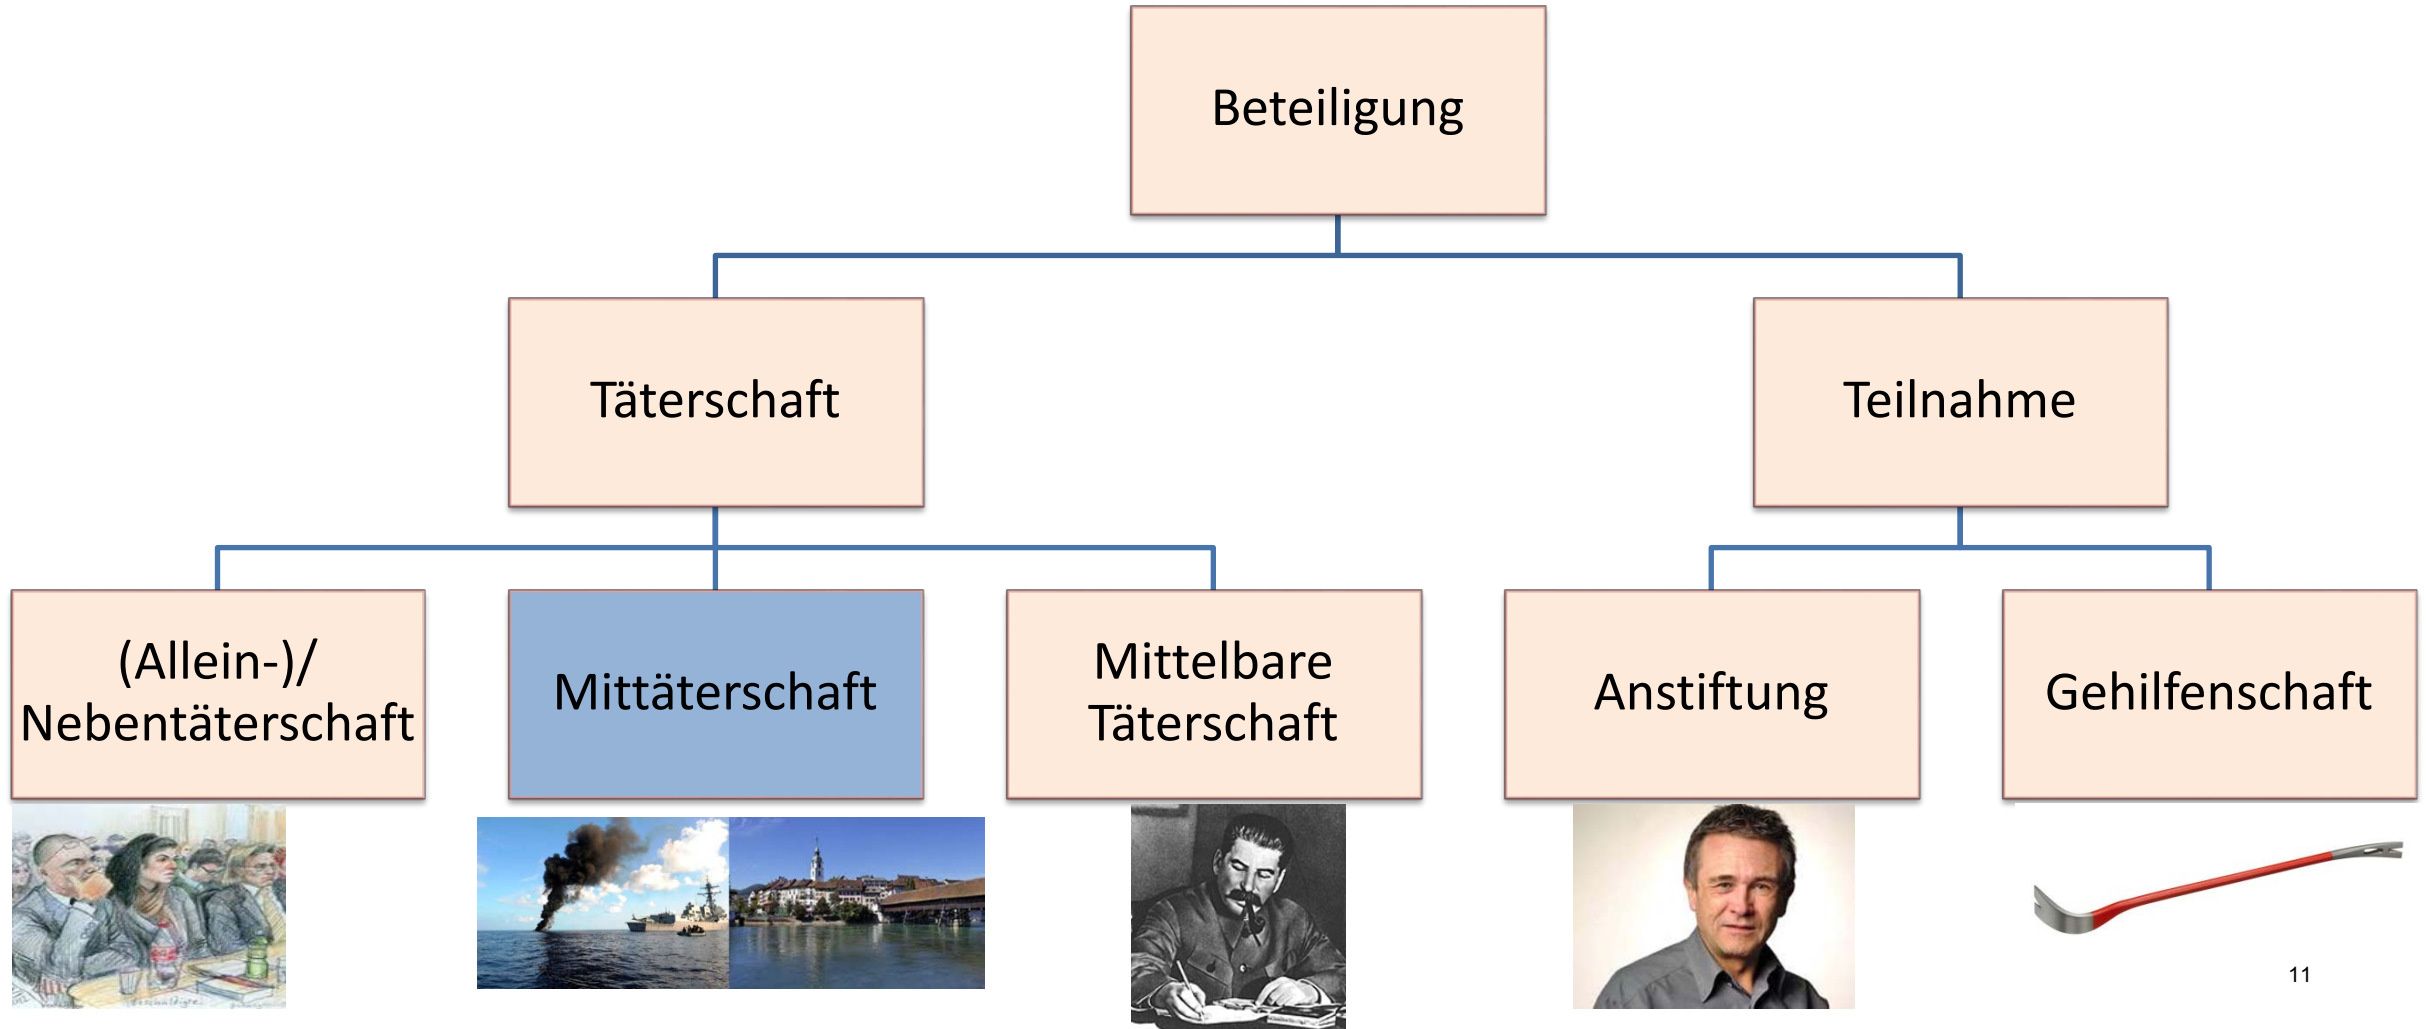 Beteiligung
Täterschaft
Teilnahme
(Allein-)/
Nebentäterschaft
Mittäterschaft
Mittelbare
Täterschaft
Anstiftung
Gehilfenschaft
11